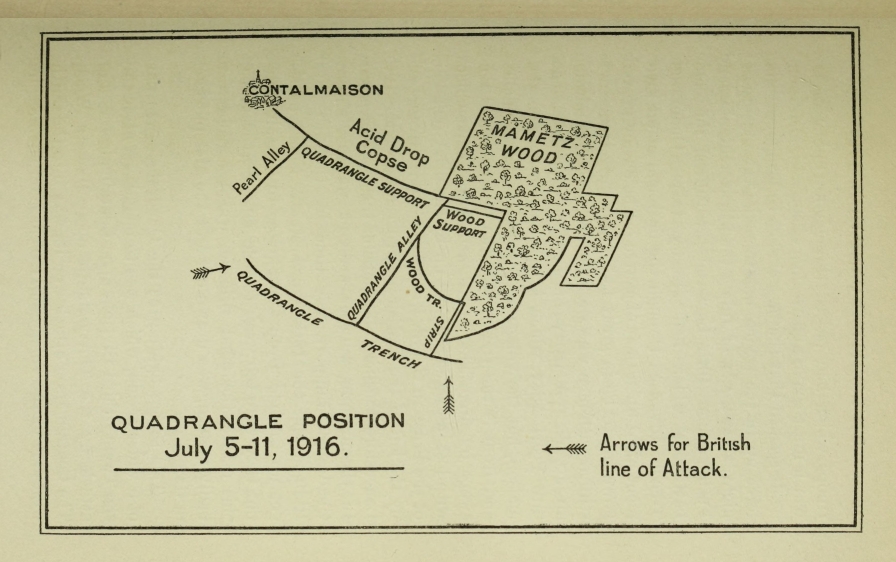 CONTALMAISON
Acid Drop
Copse
MAMETZ
WOOD
Pearl Alley
QUADRANGLE SUPPORT
WOOD
SUPPORT
QUADRANGLE ALLEY
WOOD TR.
STRIP
QUADRANGLE
TRENCH
QUADRANGLE POSITION
July 5-11, 1916.
Arrows for British
line of Attack.